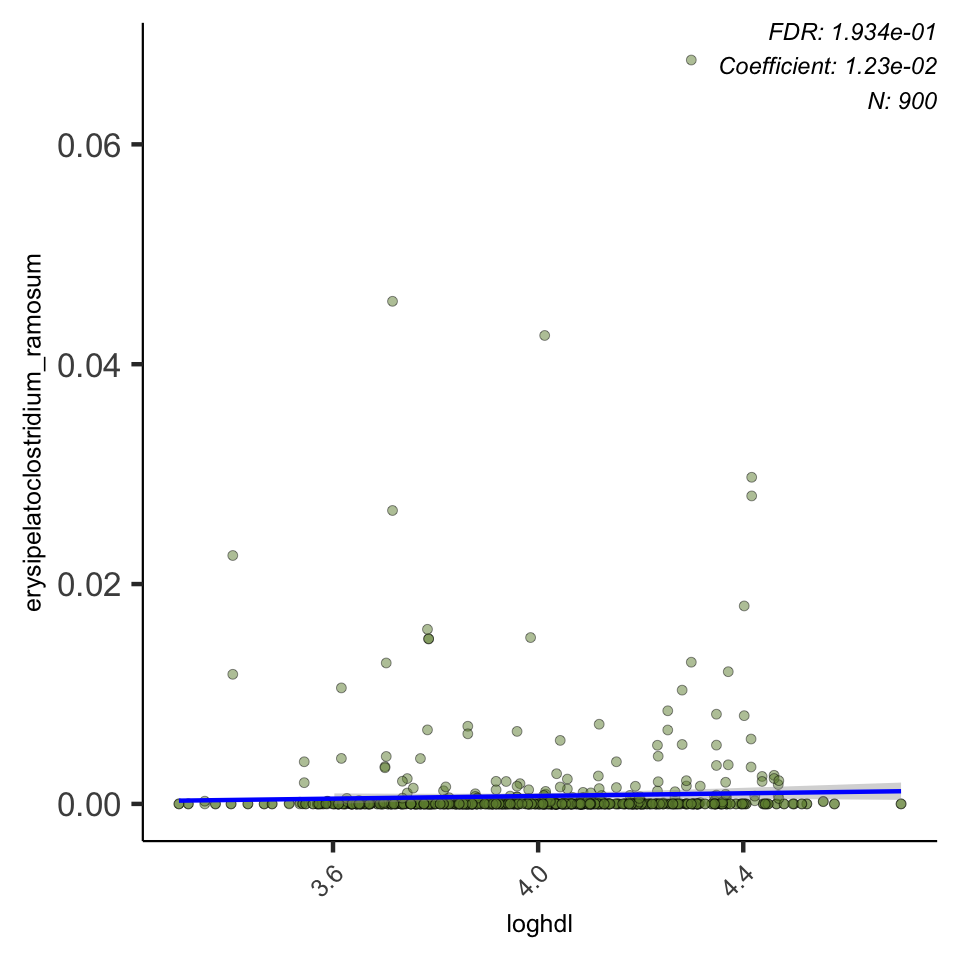 FDR: 1.934e-01
Coefficient: 1.23e-02
N: 900
erysipelatoclostridium_ramosum
0.06
0.04
0.02
0.00
3.6
4.0
4.4
loghdl